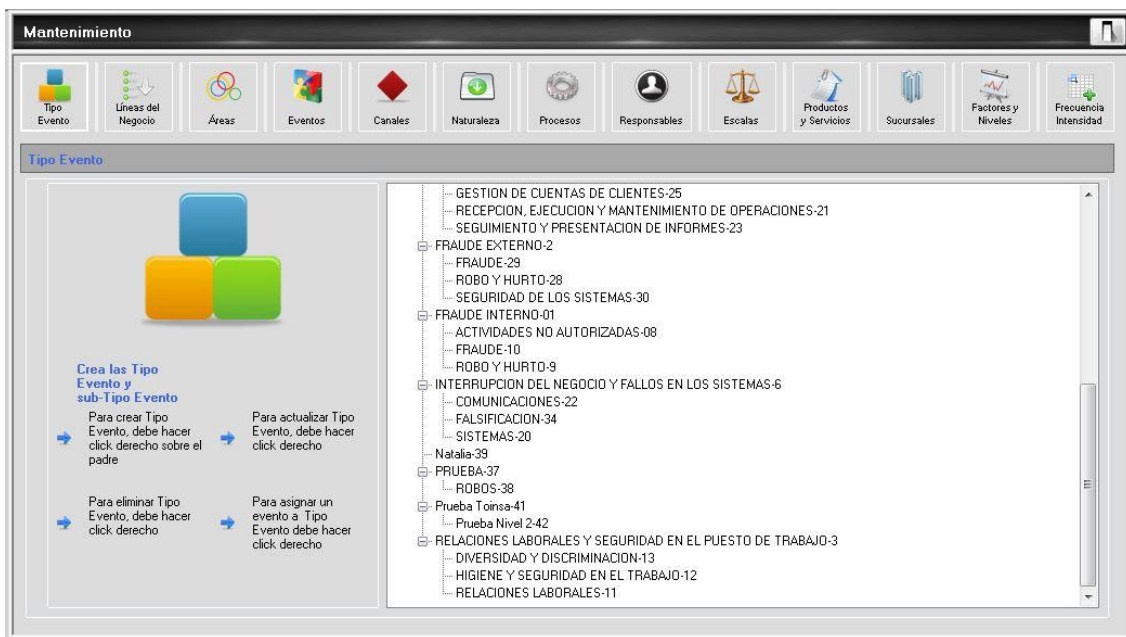 Mantenimiento
Tipo
Evento
Líneas del
Negocio
Áreas
Eventos
Canales
Naturaleza
Procesos
Responsables
Escalas
Productos
y Servicios
Sucursales
Factores y
Niveles
Frecuencia
Intensidad
Tipo Evento
Crea las Tipo
Evento y
sub-Tipo Evento
Para crear Tipo
Evento, debe hacer
click derecho sobre el
padre
Para actualizar Tipo
Evento, debe hacer
click derecho
Para eliminar Tipo
Evento, debe hacer
click derecho
Para asignar un
evento a Tipo
Evento debe hacer
click derecho
GESTION DE CUENTAS DE CLIENTES-25
RECEPCION, EJECUCION Y MANTENIMIENTO DE OPERACIONES-21
SEGUIMIENTO Y PRESENTACION DE INFORMES-23
FRAUDE EXTERNO-2
FRAUDE-29
ROBO Y HURTO-28
SEGURIDAD DE LOS SISTEMAS-30
FRAUDE INTERNO-01
ACTIVIDADES NO AUTORIZADAS-08
FRAUDE-10
ROBO Y HURTO-9
INTERRUPCION DEL NEGOCIO Y FALLOS EN LOS SISTEMAS-6
COMUNICACIONES-22
FALSIFICACION-34
SISTEMAS-20
Natalia-39
PRUEBA-37
ROBOS-38
Prueba Toinsa-41
Prueba Nivel 2-42
RELACIONES LABORALES Y SEGURIDAD EN EL PUESTO DE TRABAJO-3
DIVERSIDAD Y DISCRIMINACION-13
HIGIENE Y SEGURIDAD EN EL TRABAJO-12
RELACIONES LABORALES-11